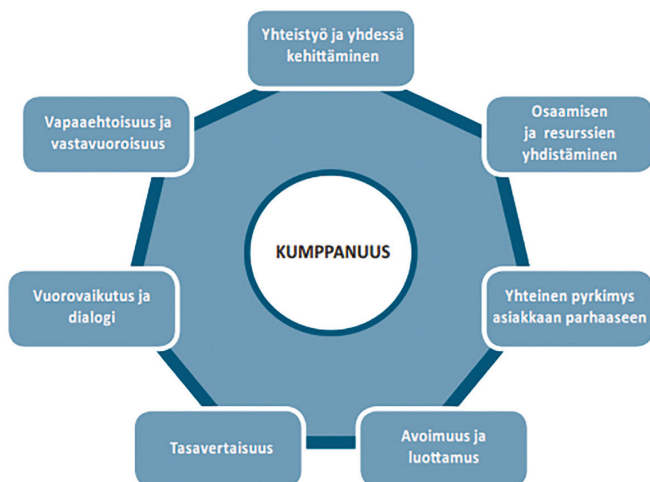 Yhteistyö ja yhdessä
kehittäminen
Osaamisen
ja resurssien
yhdistäminen
Yhteinen pyrkimys
asiakkaan parhaaseen
Avoimuus ja
luottamus
Tasavertaisuus
Vuorovaikutus ja
dialogi
Vapaaehtoisuus ja
vastavuoroisuus
KUMPPANUUS